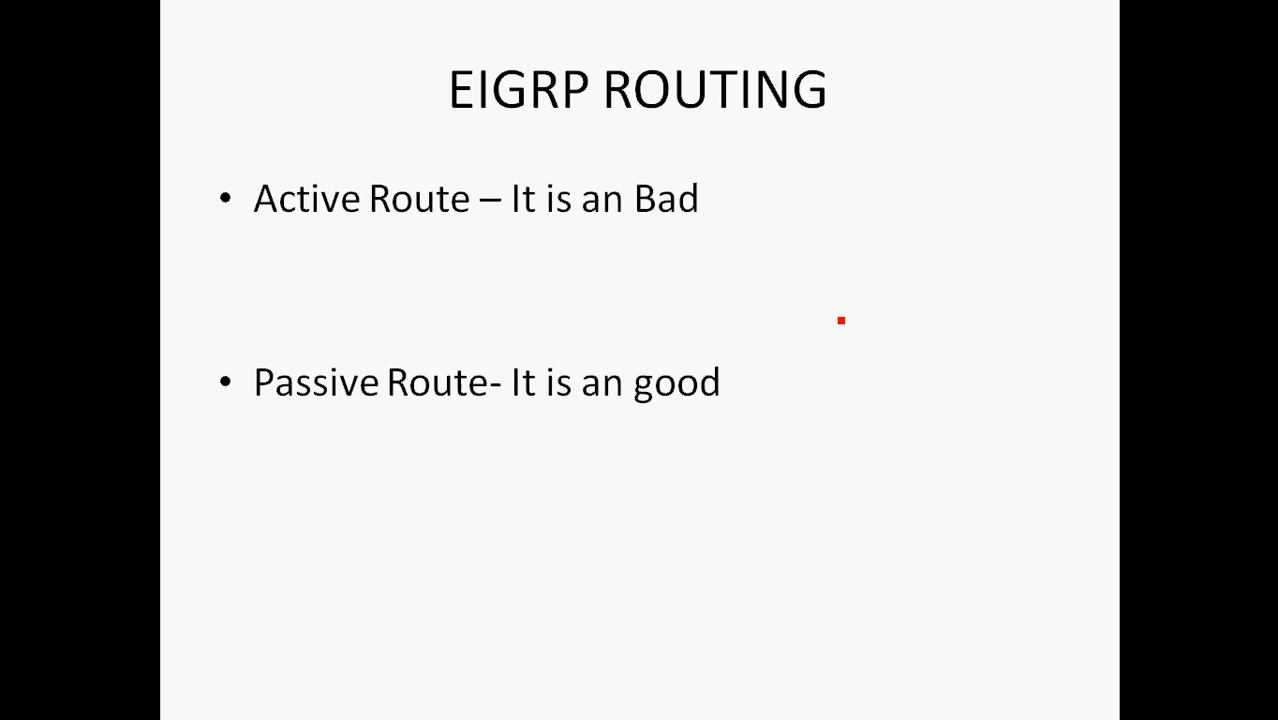 EIGRP ROUTING
• Active Route – It is an Bad
• Passive Route- It is an good